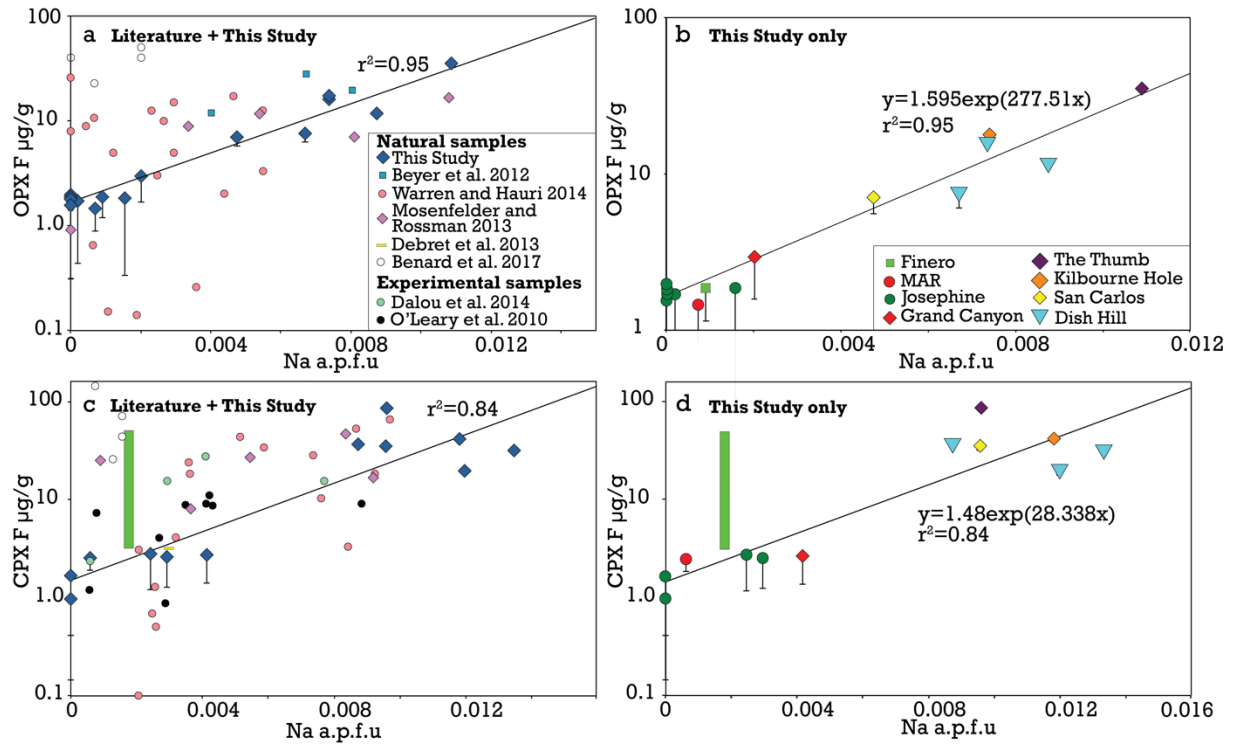 a Literature + This Study
r²=0.95
OPX F µg/g
100
10
1.0
0.1
0
0.004
0.008
0.012
Na a.p.f.u
Natural samples
This Study
Beyer et al. 2012
Warren and Hauri 2014
Mosenfelder and
Rossman 2013
Debret et al. 2013
Benard et al. 2017
Experimental samples
Dalou et al. 2014
O'Leary et al. 2010
b This Study only
y=1.595exp(277.51x)
r²=0.95
OPX F µg/g
100
10
1
0.004
0.008
0.012
Na a.p.f.u
Finero
MAR
Josephine
Grand Canyon
The Thumb
Kilbourne Hole
San Carlos
Dish Hill
c Literature + This Study
r²=0.84
CPX F µg/g
100
10
1.0
0.1
0
0.004
0.008
0.012
Na a.p.f.u
d This Study only
y=1.48exp(28.338x)
r²=0.84
CPX F µg/g
100
10
1.0
0.1
0
0.004
0.008
0.012
0.016
Na a.p.f.u